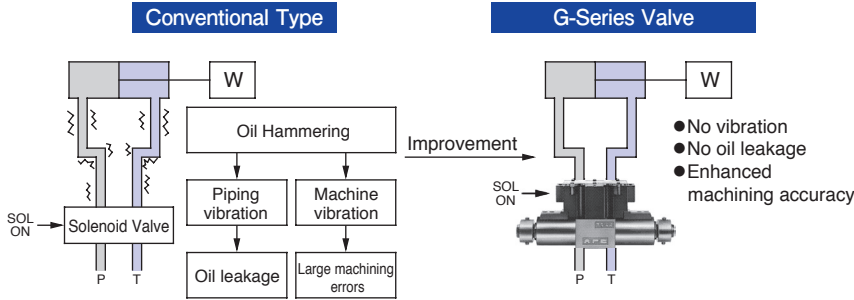 Conventional Type
G-Series Valve
W
W
Oil Hammering
Improvement
●No vibration
●No oil leakage
●Enhanced
machining accuracy
Piping
vibration
Machine
vibration
SOL
ON
Solenoid Valve
SOL
ON
Oil leakage
Large machining
errors
P
T
P
T